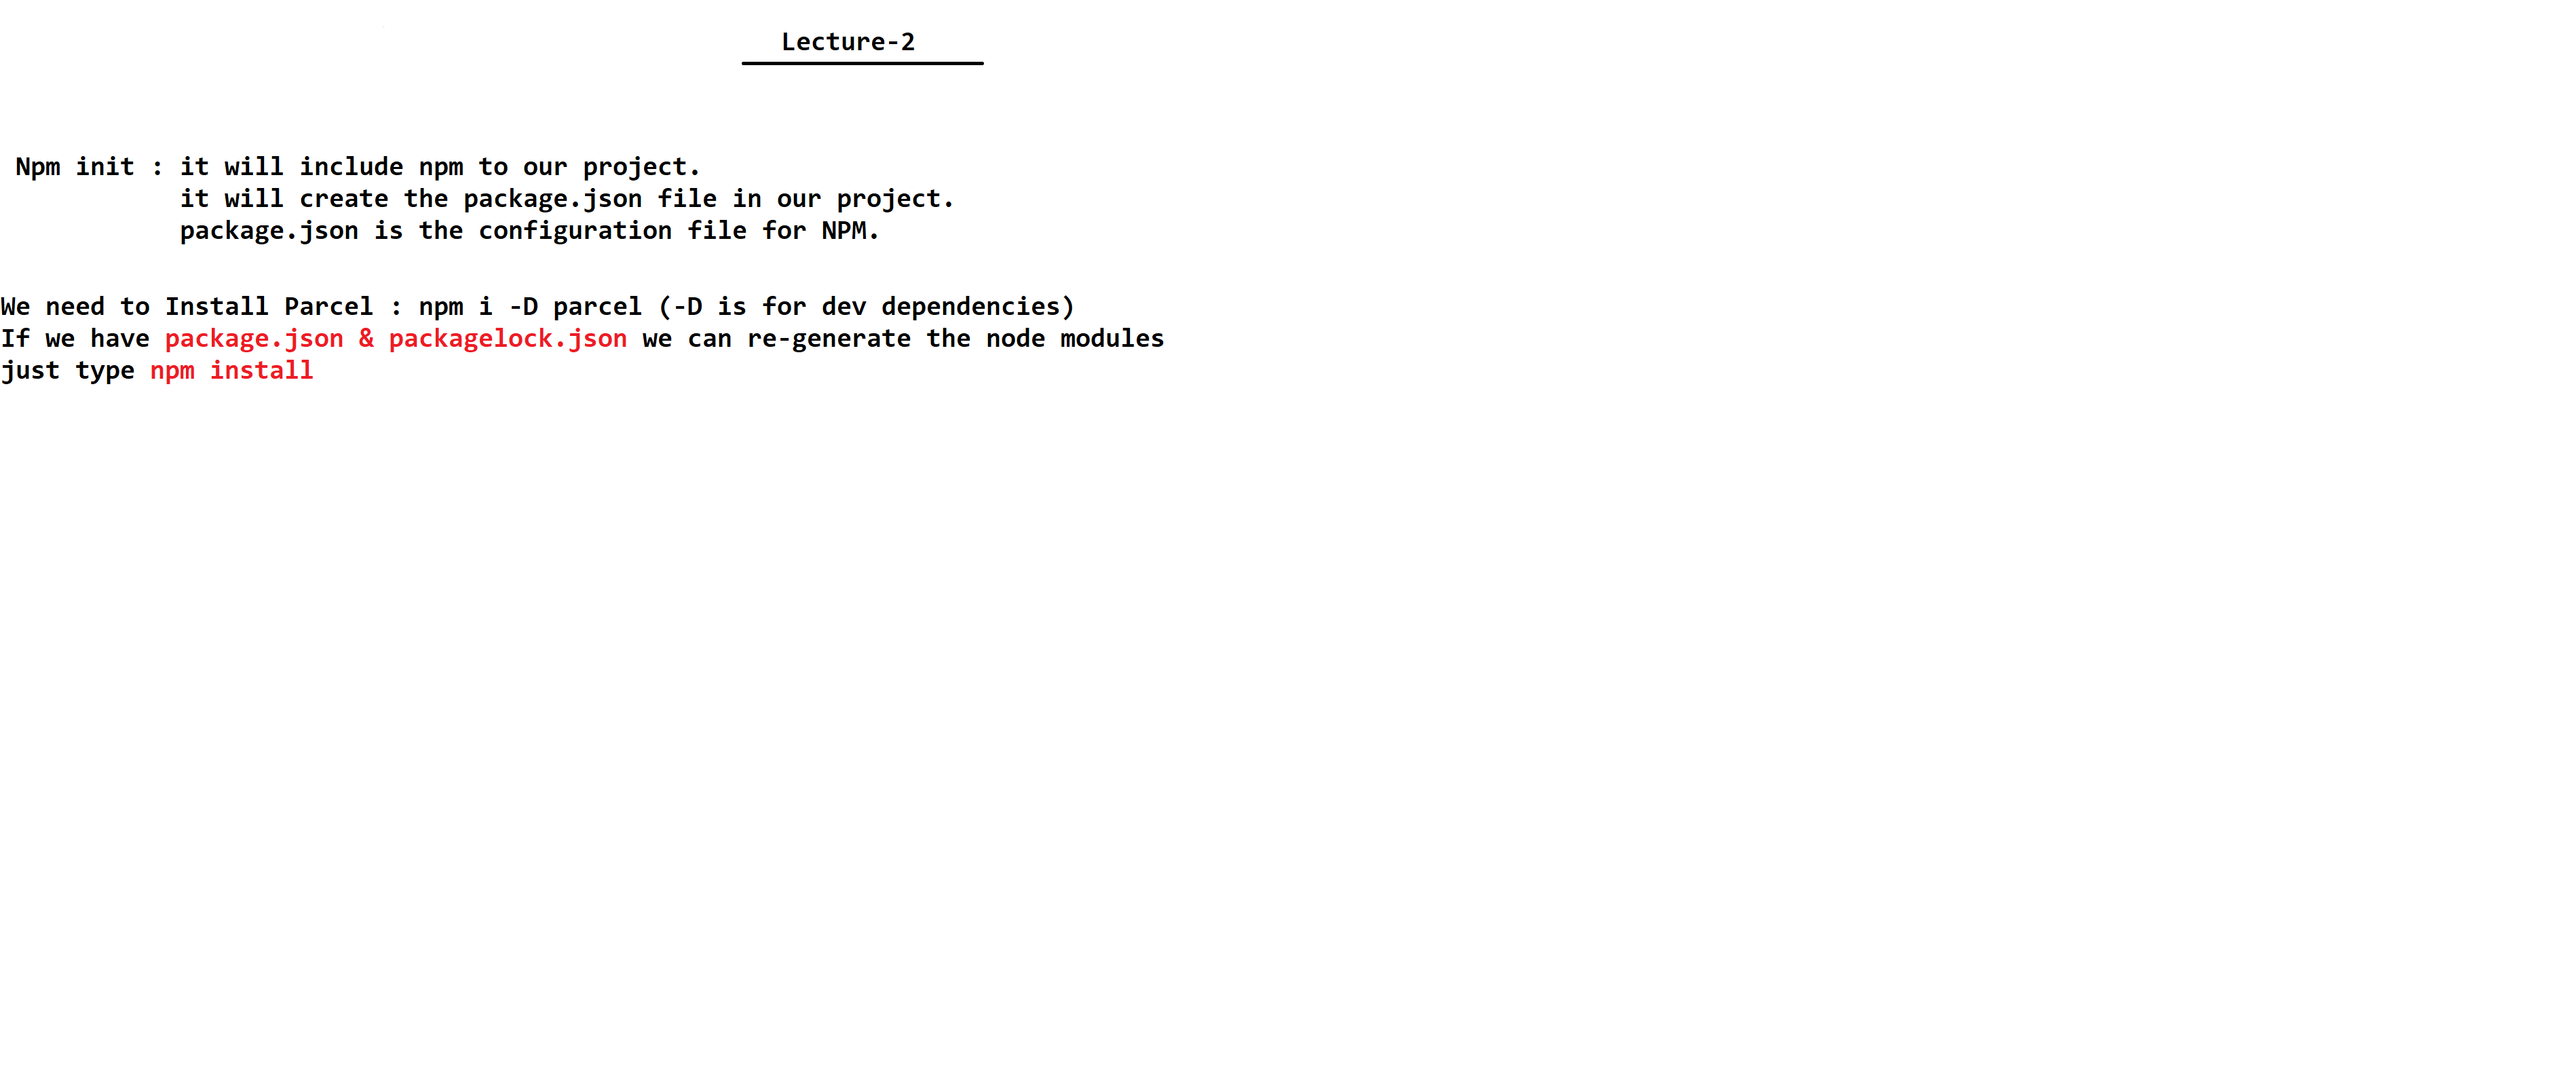 Lecture-2
Npm init : it will include npm to our project.
it will create the package.json file in our project.
package.json is the configuration file for NPM.
We need to Install Parcel : npm i -D parcel (-D is for dev dependencies)
If we have package.json & packagelock.json we can re-generate the node modules
just type npm install